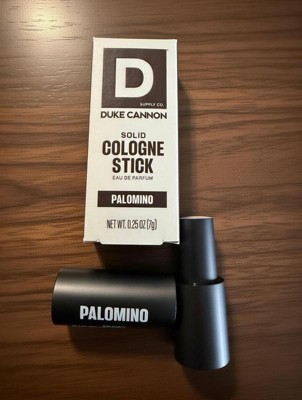 D
SUPPLY CO.
DUKE CANNON
SOLID
COLOGNE
STICK
EAU DE PARFUM
PALOMINO
NET WT. 0.25 OZ (7g)
PALOMINO